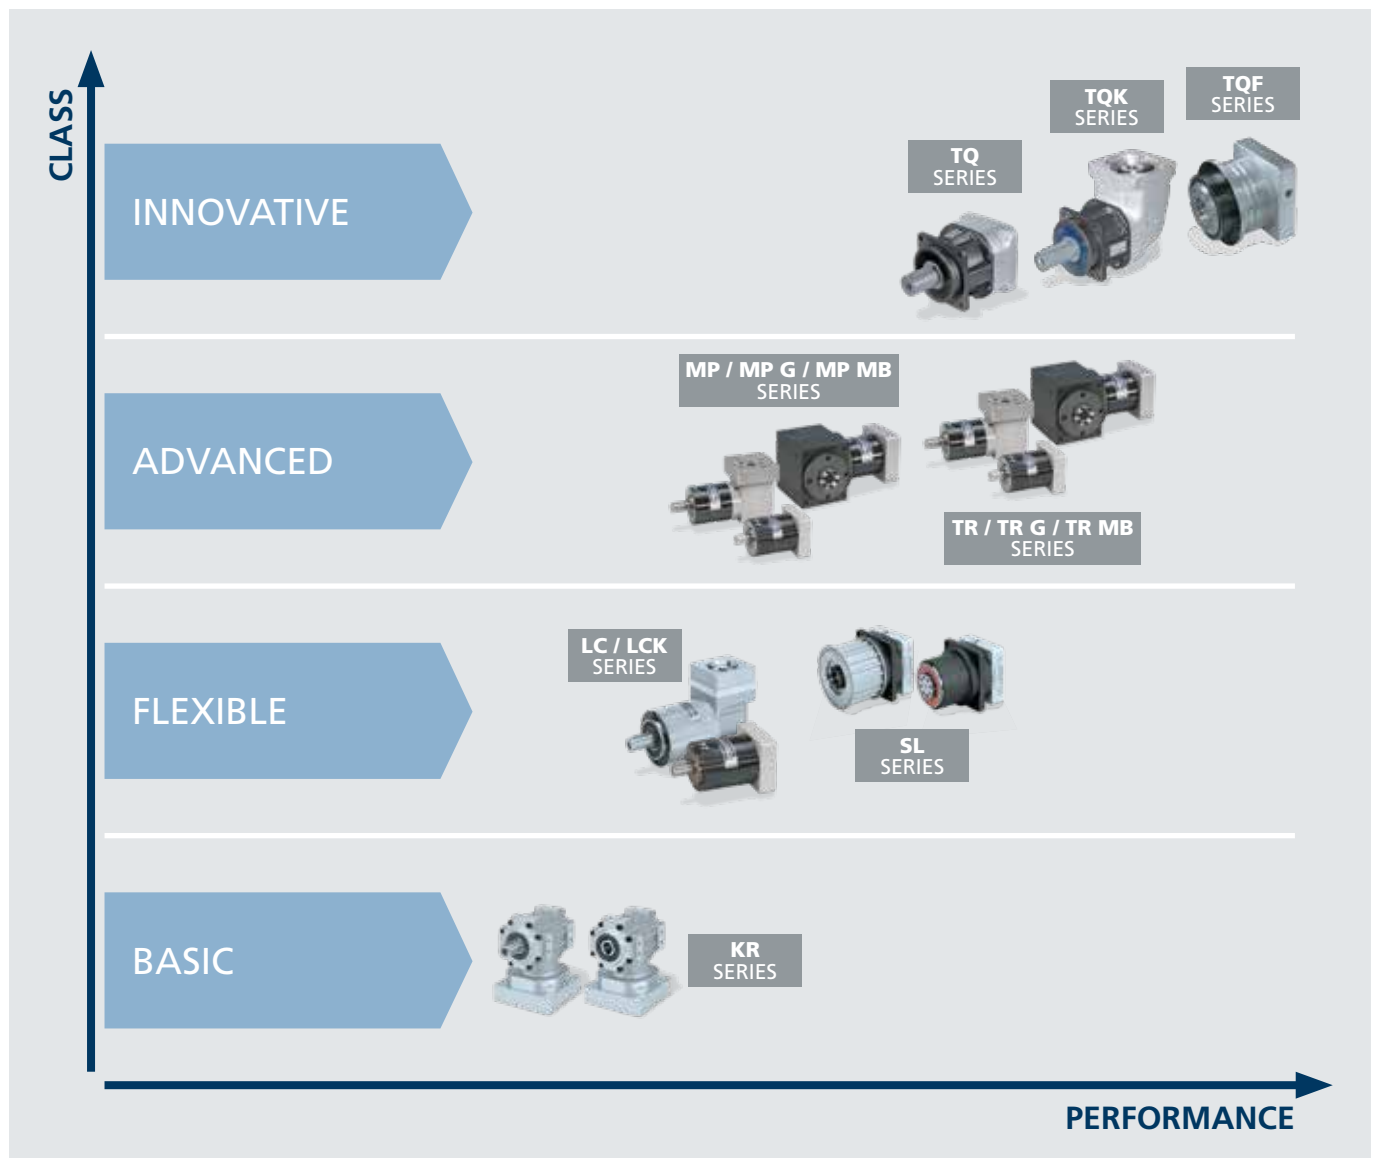 CLASS
TQF
SERIES
TQK
SERIES
TQ
SERIES
INNOVATIVE
MP / MP G / MP MB
SERIES
ADVANCED
TR / TR G / TR MB
SERIES
LC / LCK
SERIES
FLEXIBLE
SL
SERIES
BASIC
KR
SERIES
PERFORMANCE